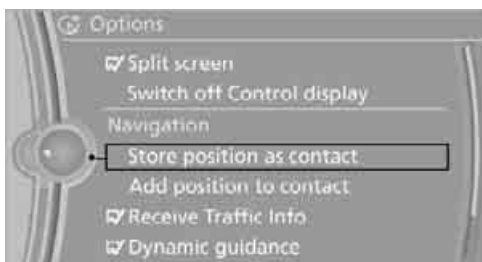 Options
Split screen
Switch off Control display
Navigation
Store position as contact
Add position to contact
Receive Traffic Info
Dynamic guidance